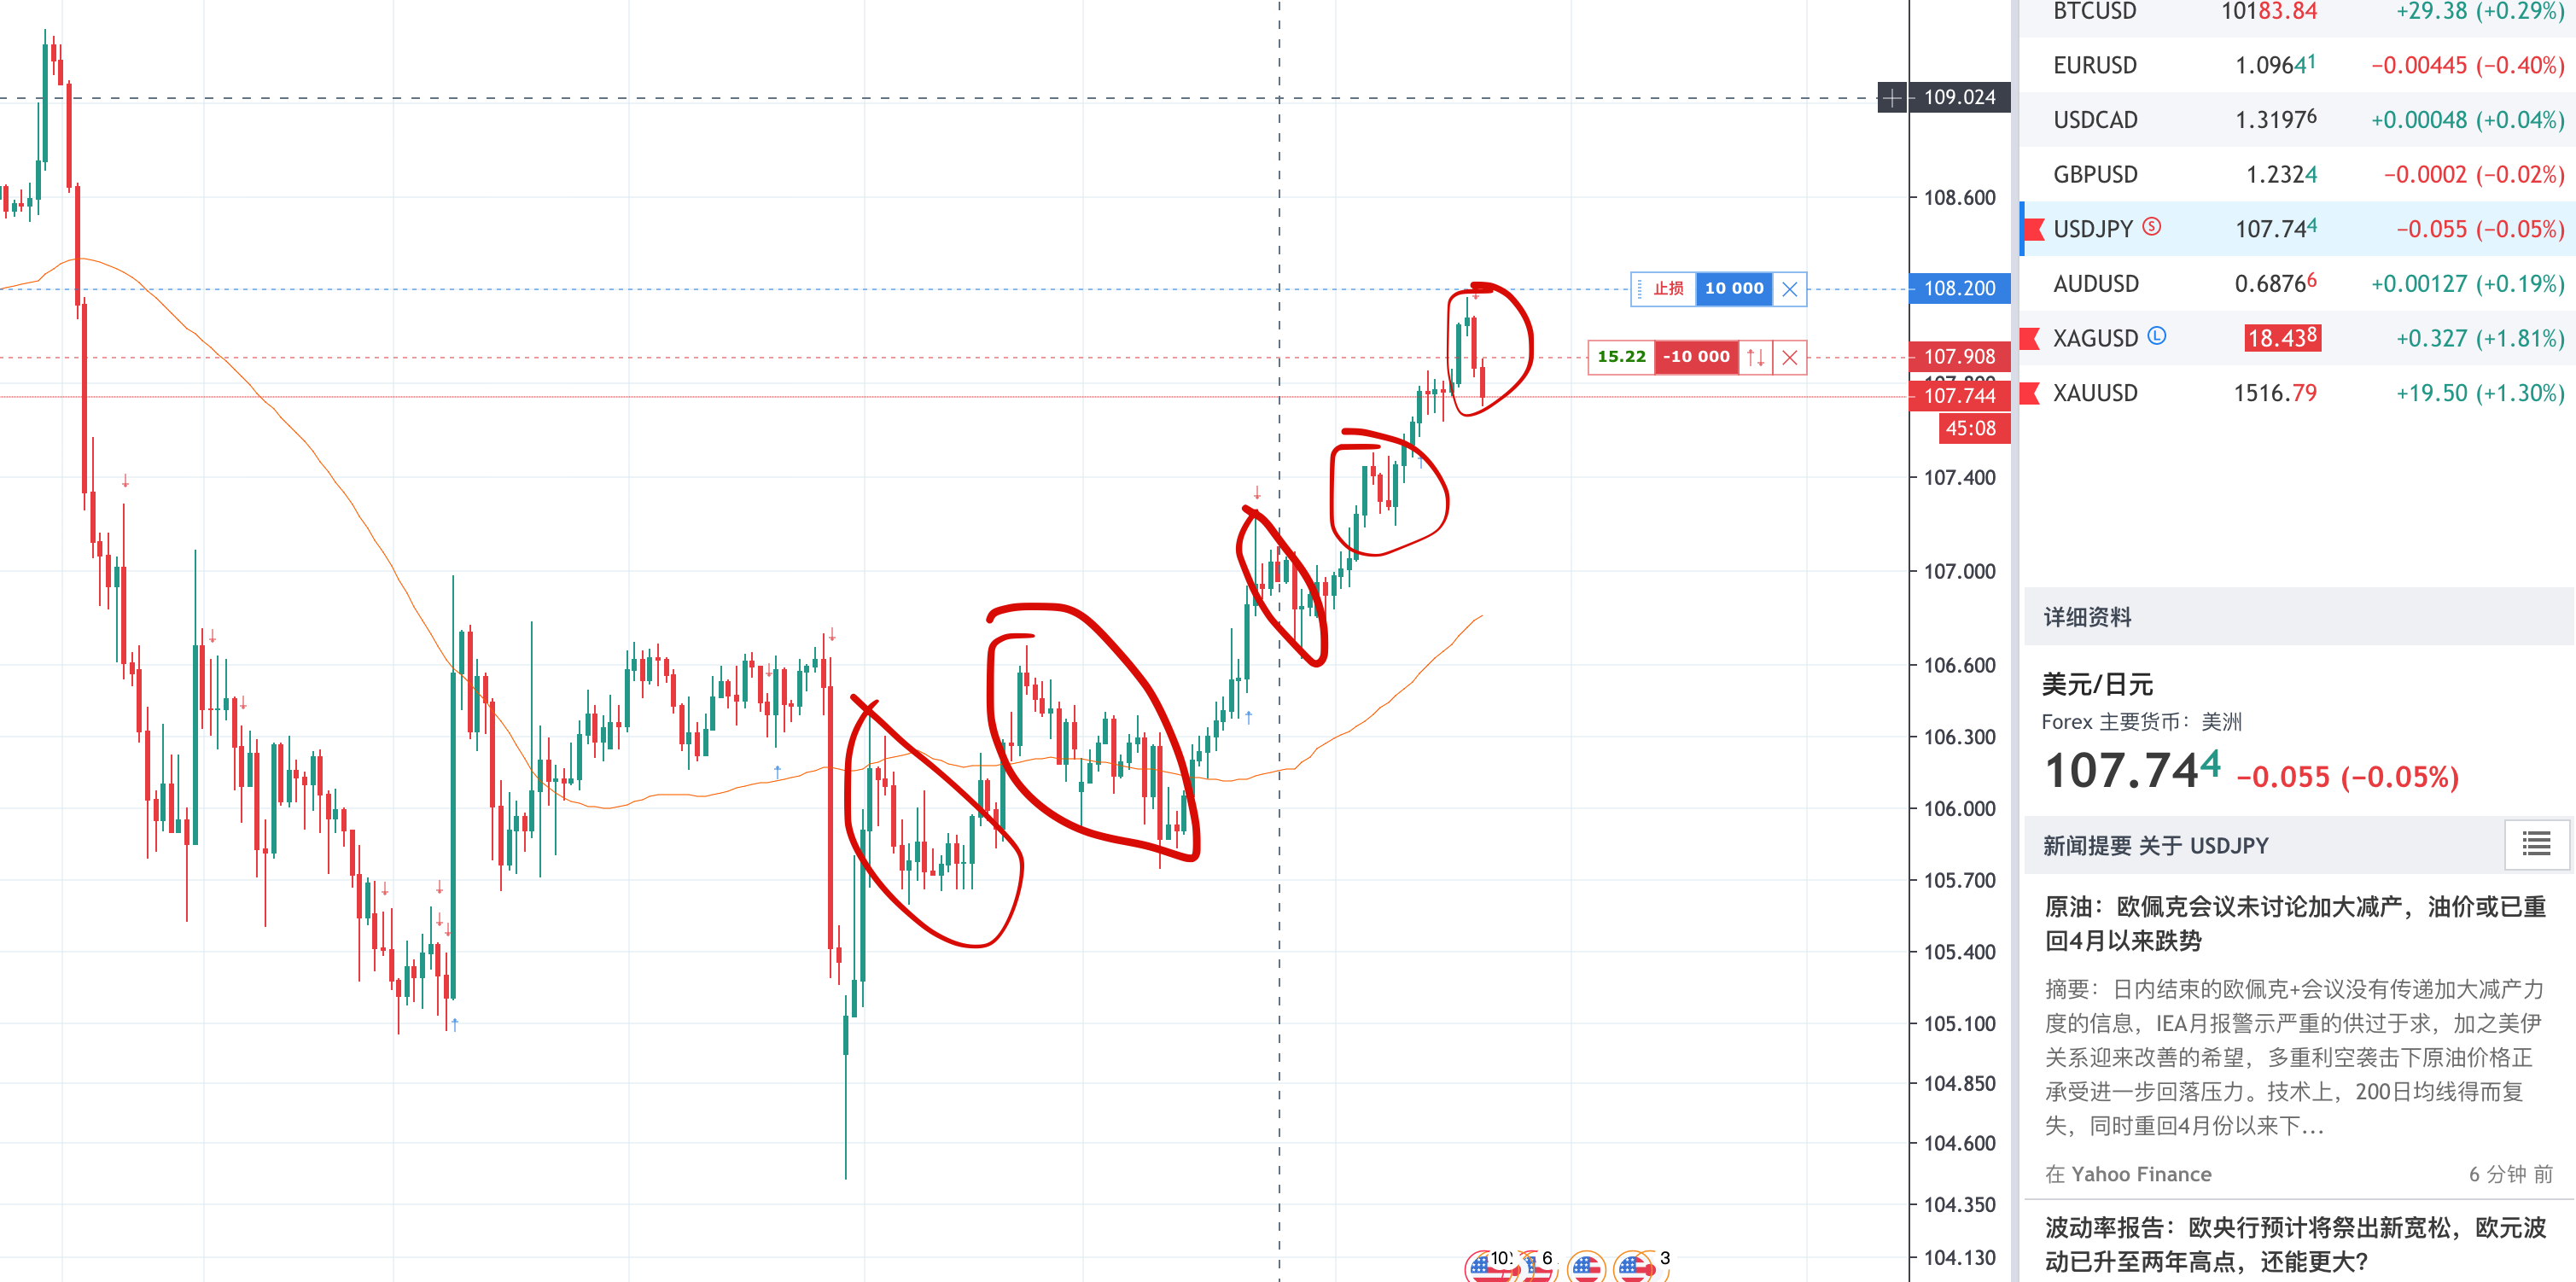 109.024
108.600
止损 10 000
108.200
15.22 -10 000
107.908
107.800
107.744
45:08
107.400
107.000
106.600
106.300
106.000
105.700
105.400
105.100
104.850
104.600
104.350
104.130
6
3
BTCUSD 10183.84 +29.38 (+0.29%)
EURUSD 1.09641 −0.00445 (−0.40%)
USDCAD 1.31976 +0.00048 (+0.04%)
GBPUSD 1.2324 −0.0002 (−0.02%)
USDJPY S 107.744 −0.055 (−0.05%)
AUDUSD 0.68766 +0.00127 (+0.19%)
XAGUSD L 18.438 +0.327 (+1.81%)
XAUUSD 1516.79 +19.50 (+1.30%)
详细资料
美元/日元
Forex 主要货币：美洲
107.744 −0.055 (−0.05%)
新闻提要 关于 USDJPY
原油：欧佩克会议未讨论加大减产，油价或已重
回4月以来跌势
摘要：日内结束的欧佩克+会议没有传递加大减产力
度的信息，IEA月报警示严重的供过于求，加之美伊
关系迎来改善的希望，多重利空袭击下原油价格正
承受进一步回落压力。技术上，200日均线得而复
失，同时重回4月份以来下...
在 Yahoo Finance 6 分钟 前
波动率报告：欧央行预计将祭出新宽松，欧元波
动已升至两年高点，还能更大？